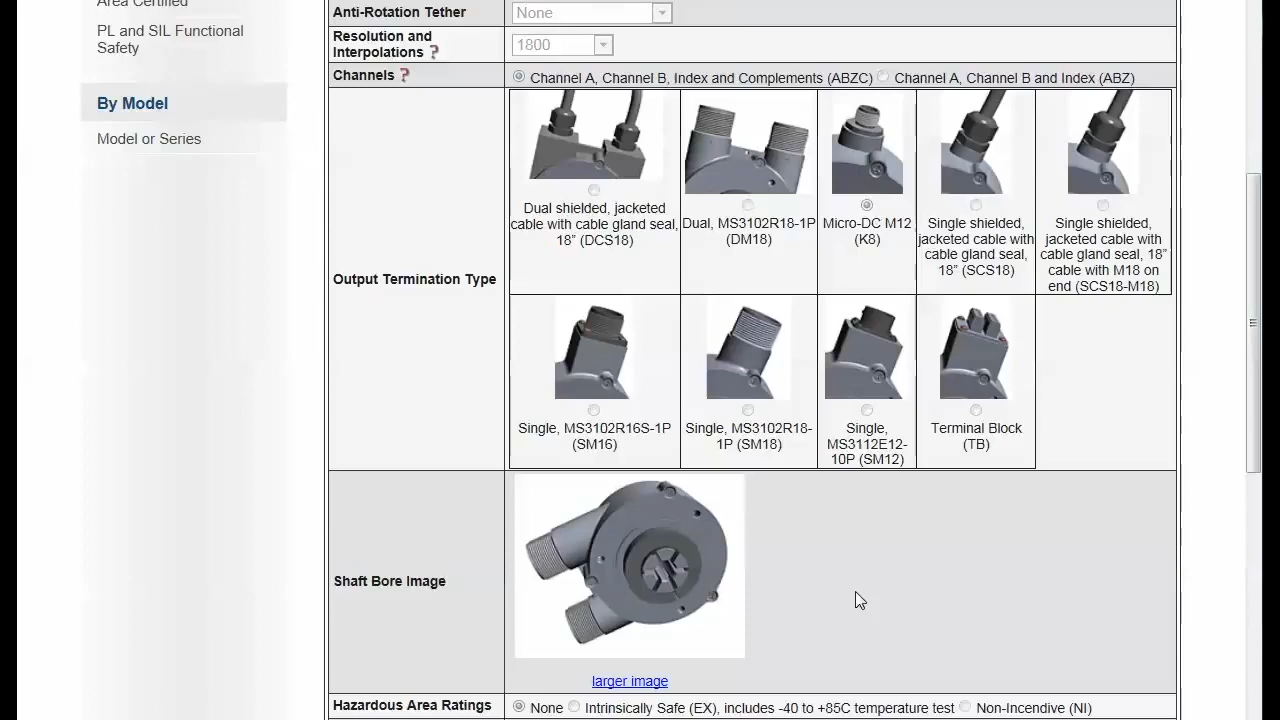 Area Certified
PL and SIL Functional
Safety
By Model
Model or Series
Anti-Rotation Tether
None
Resolution and
Interpolations ?
1800
Channels ?
Channel A, Channel B, Index and Complements (ABZC)
Channel A, Channel B and Index (ABZ)
Output Termination Type
Dual shielded, jacketed
cable with cable gland seal,
18” (DCS18)
Dual, MS3102R18-1P
(DM18)
Micro-DC M12
(K8)
Single shielded,
jacketed cable with
cable gland seal,
18” (SCS18)
Single shielded,
jacketed cable with
cable gland seal, 18”
cable with M18 on
end (SCS18-M18)
Single, MS3102R16S-1P
(SM16)
Single, MS3102R18-
1P (SM18)
Single,
MS3112E12-
10P (SM12)
Terminal Block
(TB)
Shaft Bore Image
larger image
Hazardous Area Ratings
None
Intrinsically Safe (EX), includes -40 to +85C temperature test
Non-Incendive (NI)